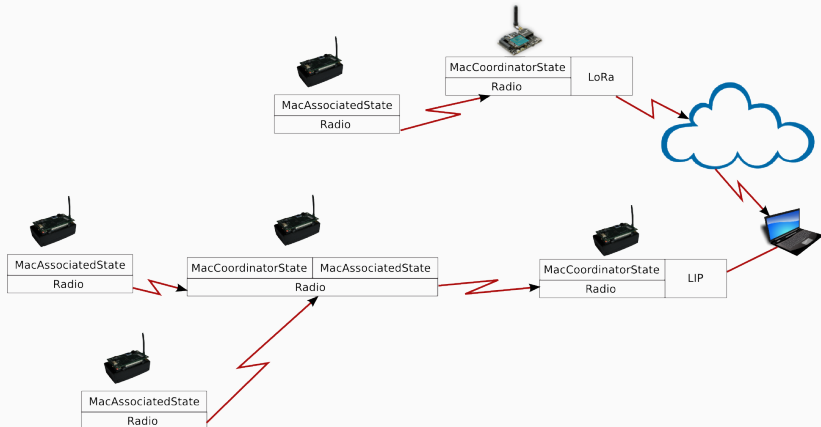 MacCoordinatorState
LoRa
Radio
MacAssociatedState
Radio
MacAssociatedState
Radio
MacCoordinatorState MacAssociatedState
Radio
MacCoordinatorState
LIP
Radio
MacAssociatedState
Radio